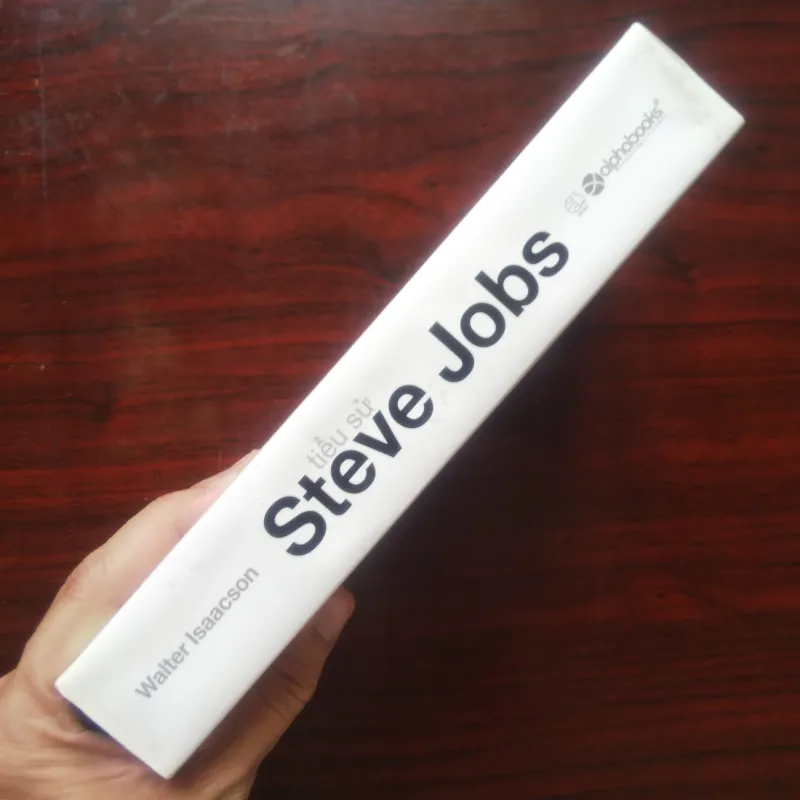 Walter Isaacson
tiểu sử
Steve Jobs
alphabooks®